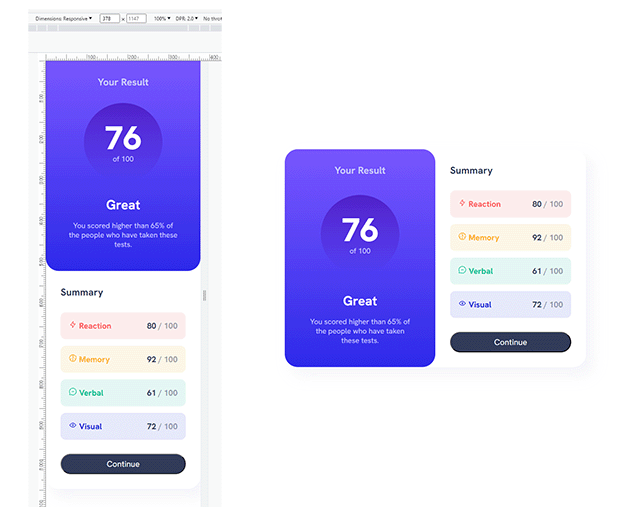 Dimensions: Responsive ▼ 378 × 1147 100% ▼ DPR: 2.0 ▼ No thro
Your Result
76
of 100
Great
You scored higher than 65% of
the people who have taken these
tests.
Summary
Reaction 80 / 100
Memory 92 / 100
Verbal 61 / 100
Visual 72 / 100
Continue
Your Result
76
of 100
Great
You scored higher than 65% of
the people who have taken
these tests.
Summary
Reaction 80 / 100
Memory 92 / 100
Verbal 61 / 100
Visual 72 / 100
Continue